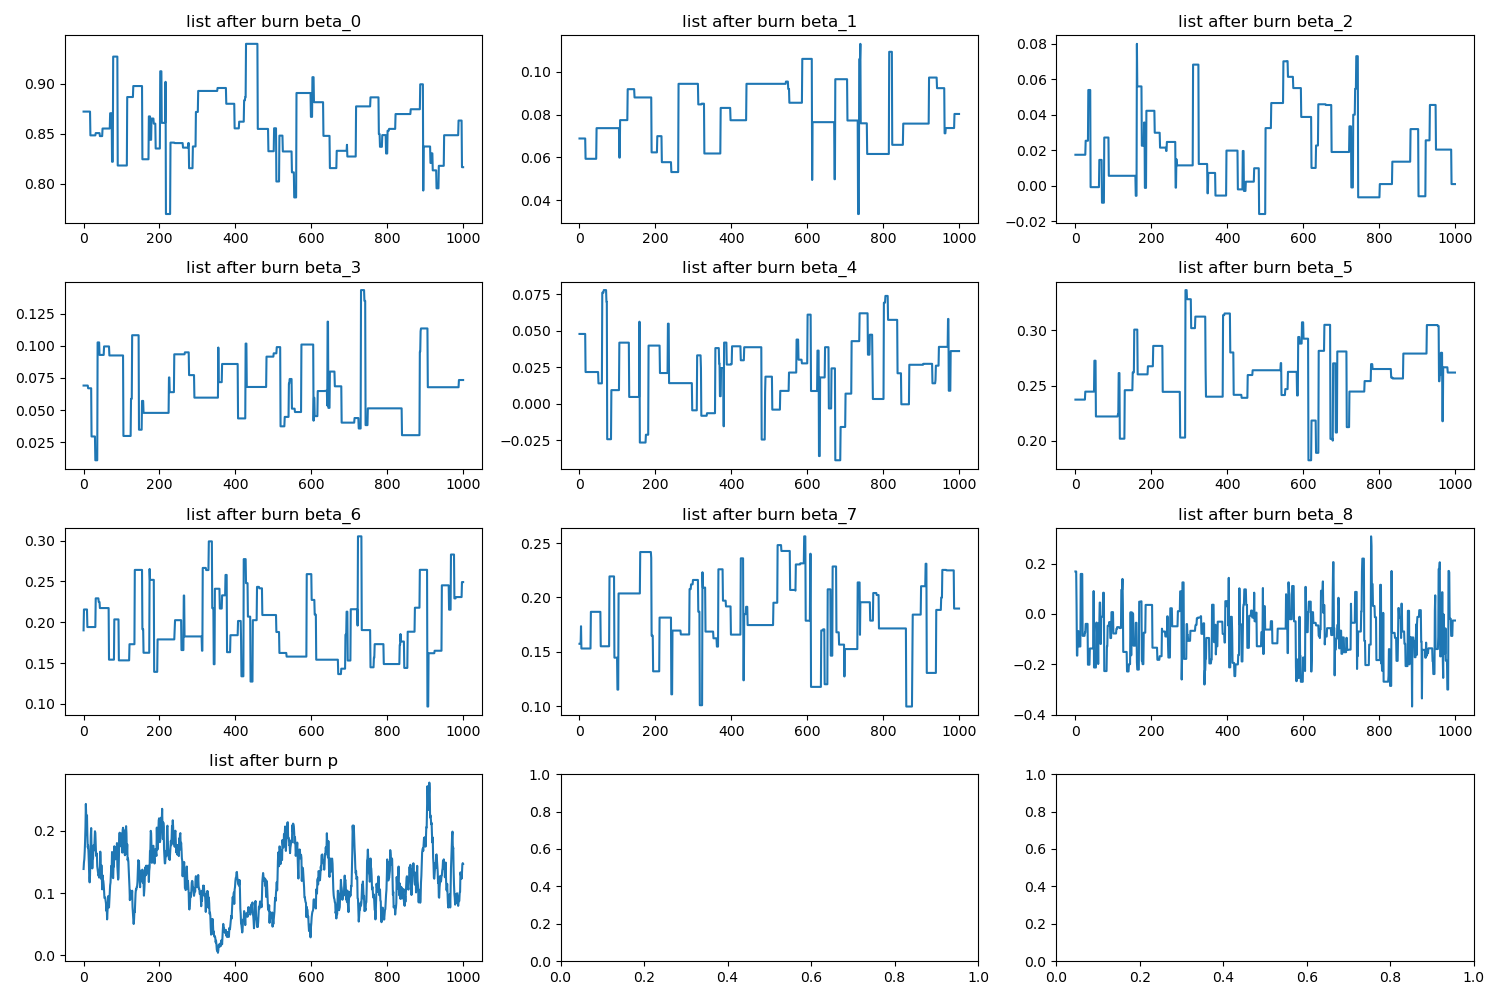 list after burn beta_0
list after burn beta_1
list after burn beta_2
0.90
0.85
0.80
0 200 400 600 800 1000
0.10
0.08
0.06
0.04
0 200 400 600 800 1000
0.08
0.06
0.04
0.02
0.00
−0.02
0 200 400 600 800 1000
list after burn beta_3
list after burn beta_4
list after burn beta_5
0.125
0.100
0.075
0.050
0.025
0 200 400 600 800 1000
0.075
0.050
0.025
0.000
−0.025
0 200 400 600 800 1000
0.30
0.25
0.20
0 200 400 600 800 1000
list after burn beta_6
list after burn beta_7
list after burn beta_8
0.30
0.25
0.20
0.15
0.10
0 200 400 600 800 1000
0.25
0.20
0.15
0.10
0 200 400 600 800 1000
0.2
0.0
−0.2
−0.4
0 200 400 600 800 1000
list after burn p
0.2
0.1
0.0
0 200 400 600 800 1000
1.0
0.8
0.6
0.4
0.2
0.0
0.0 0.2 0.4 0.6 0.8 1.0
1.0
0.8
0.6
0.4
0.2
0.0
0.0 0.2 0.4 0.6 0.8 1.0